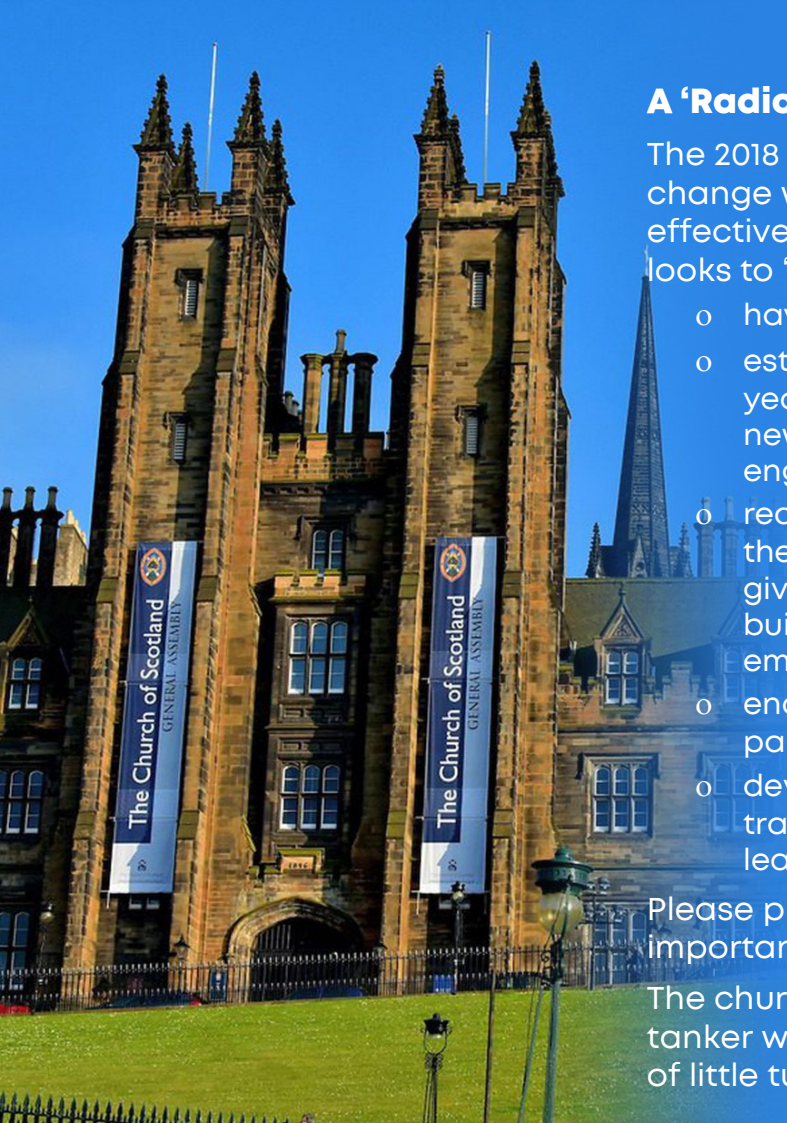 The Church of Scotland
GENERAL ASSEMBLY
The Church of Scotland
GENERAL ASSEMBLY
A ‘Radic
The 2018
change w
effective
looks to ‘
o hav
o est
yea
new
eng
o rec
the
giv
bui
em
o enc
pa
o dev
tra
lea
Please p
importan
The chur
tanker w
of little tu